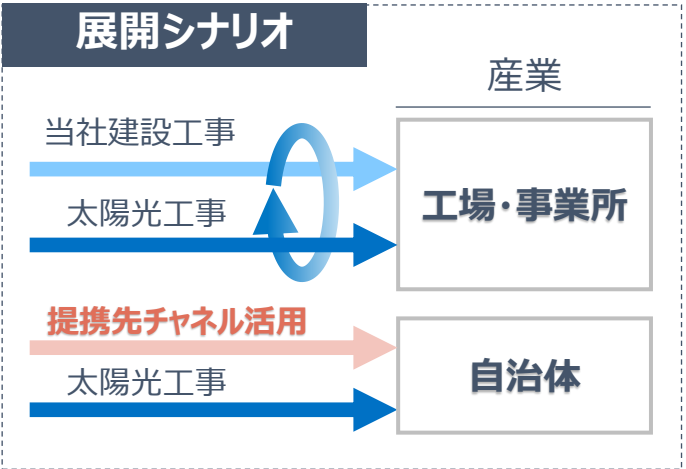 展開シナリオ
産業
当社建設工事
太陽光工事
工場・事業所
提携先チャネル活用
太陽光工事
自治体